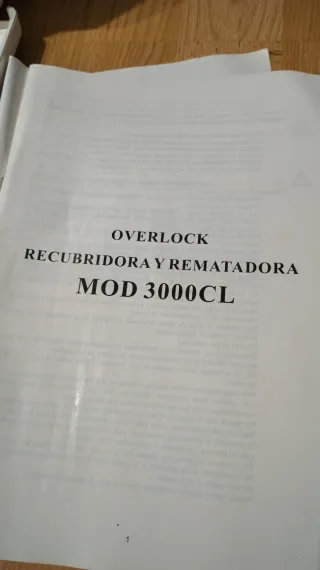 OVERLOCK
RECUBRIDORA Y REMATADORA
MOD 3000CL
1